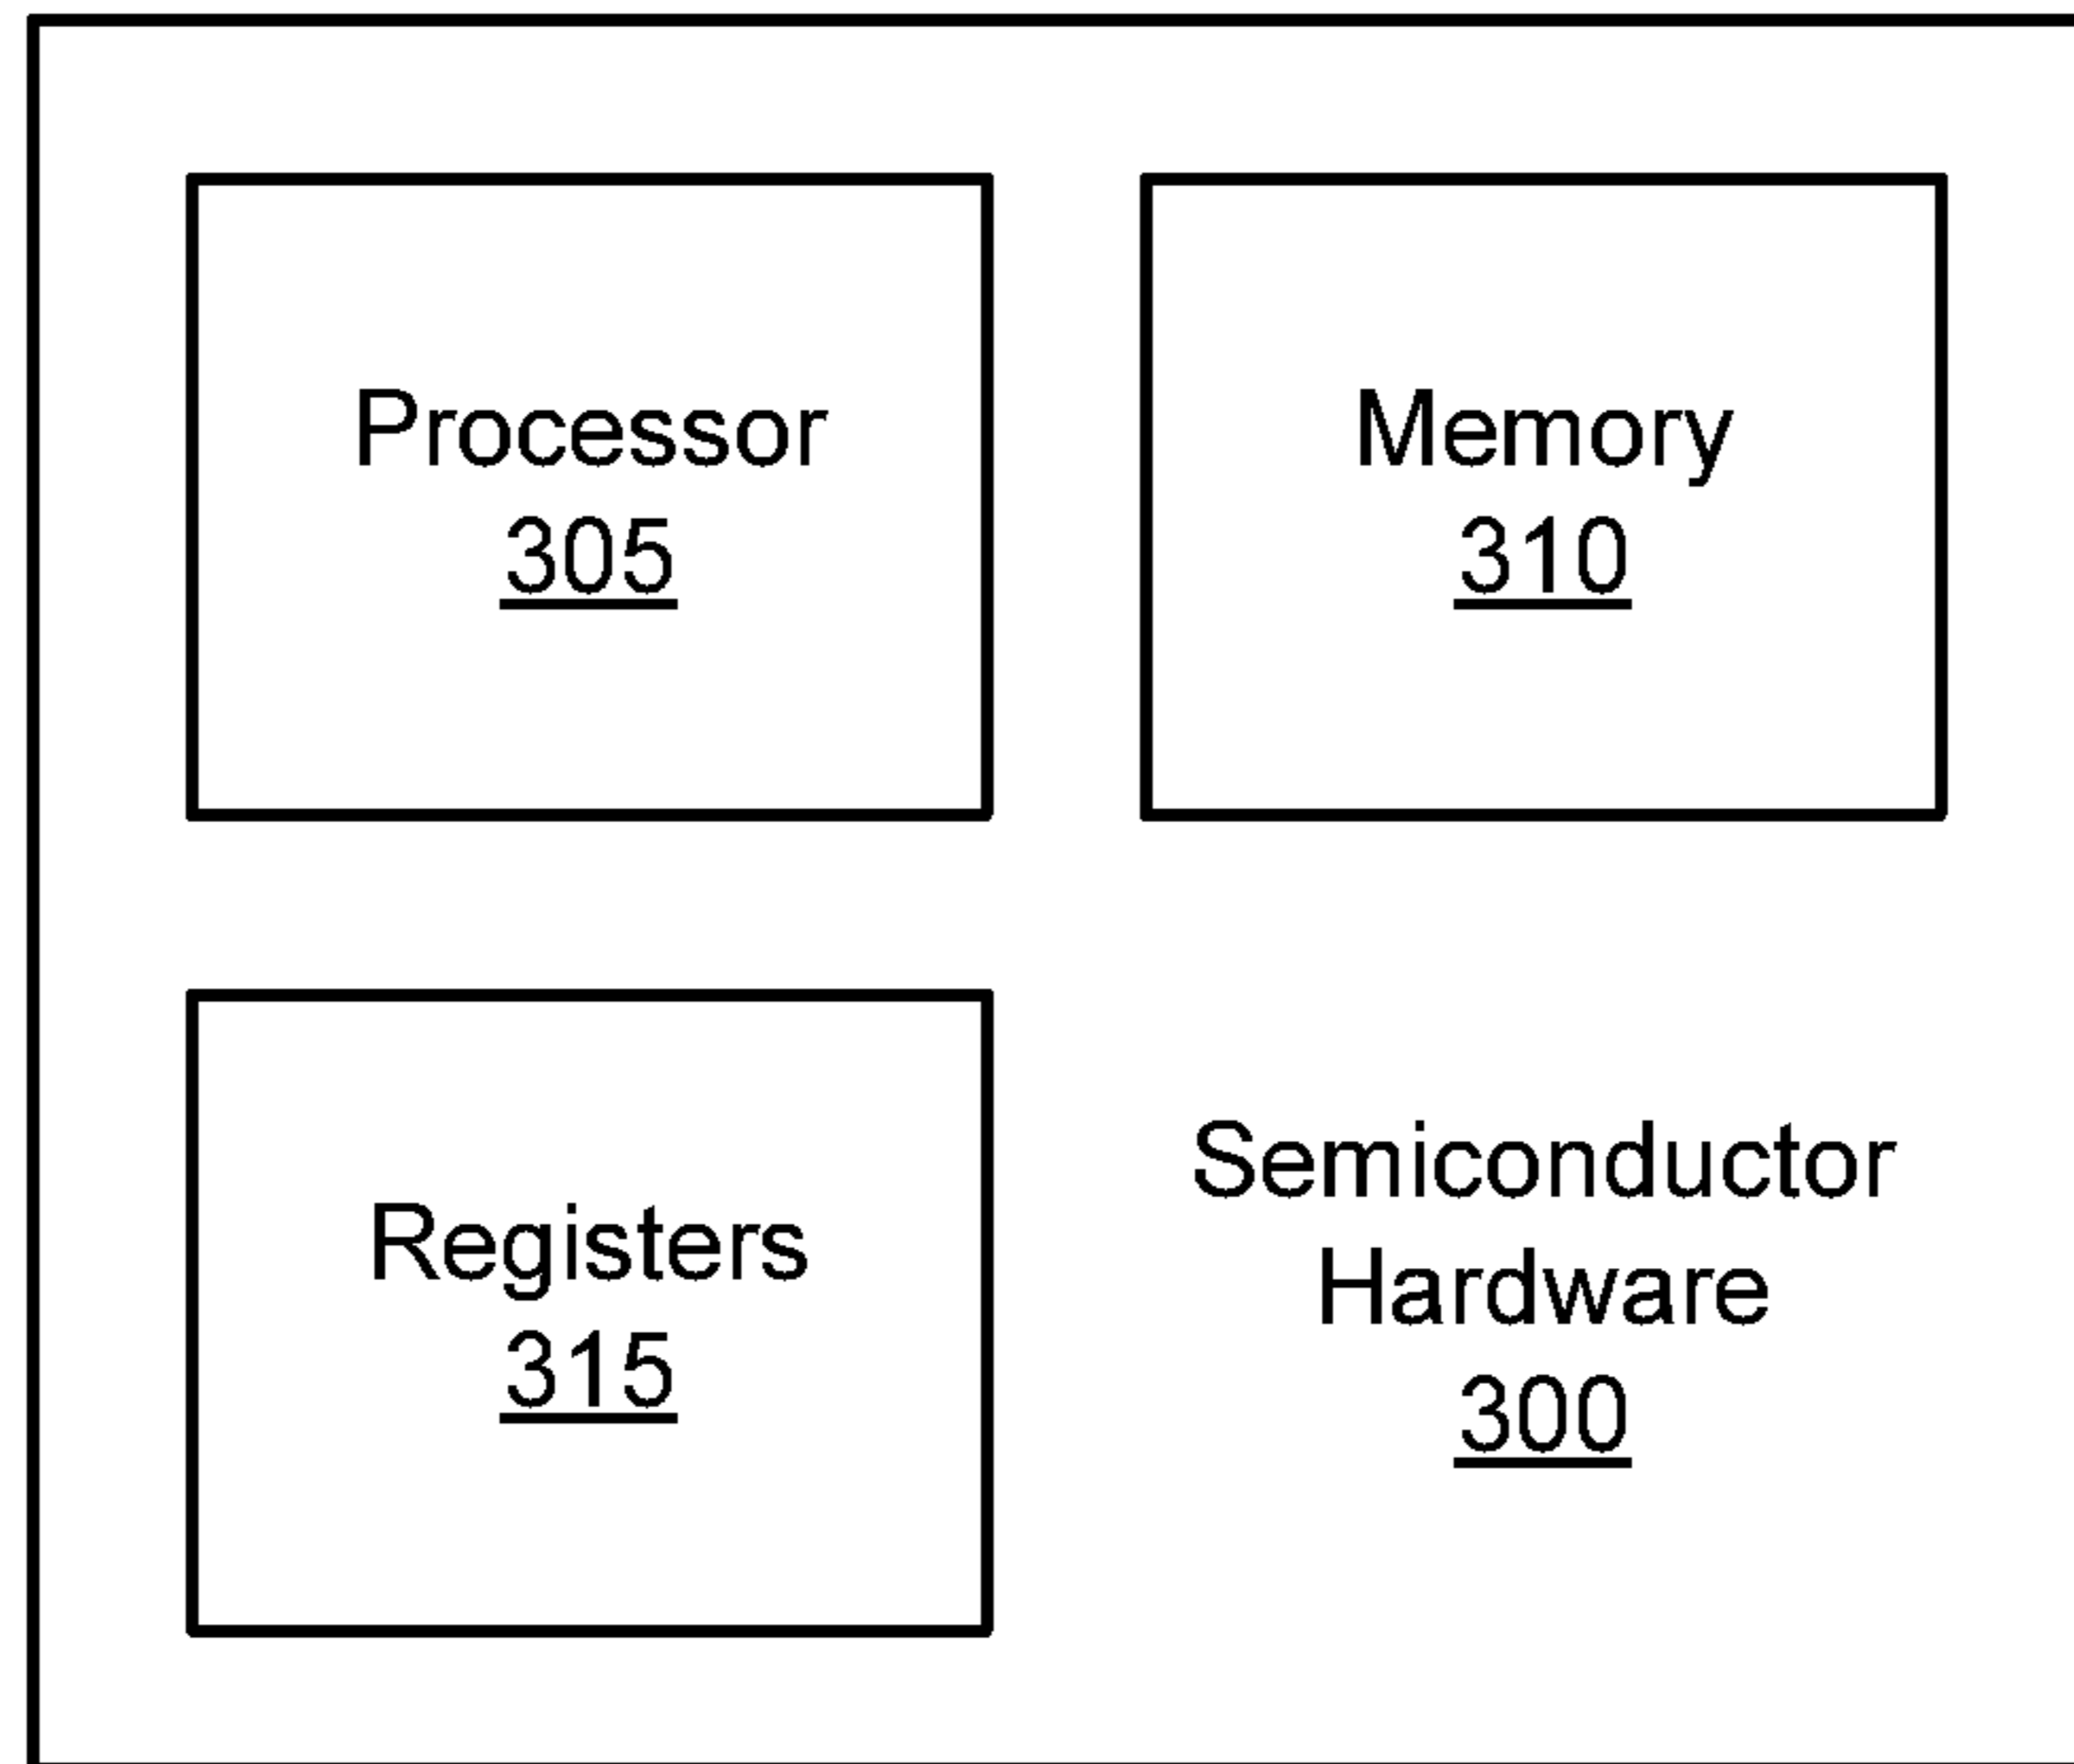 Processor
305
Memory
310
Registers
315
Semiconductor
Hardware
300